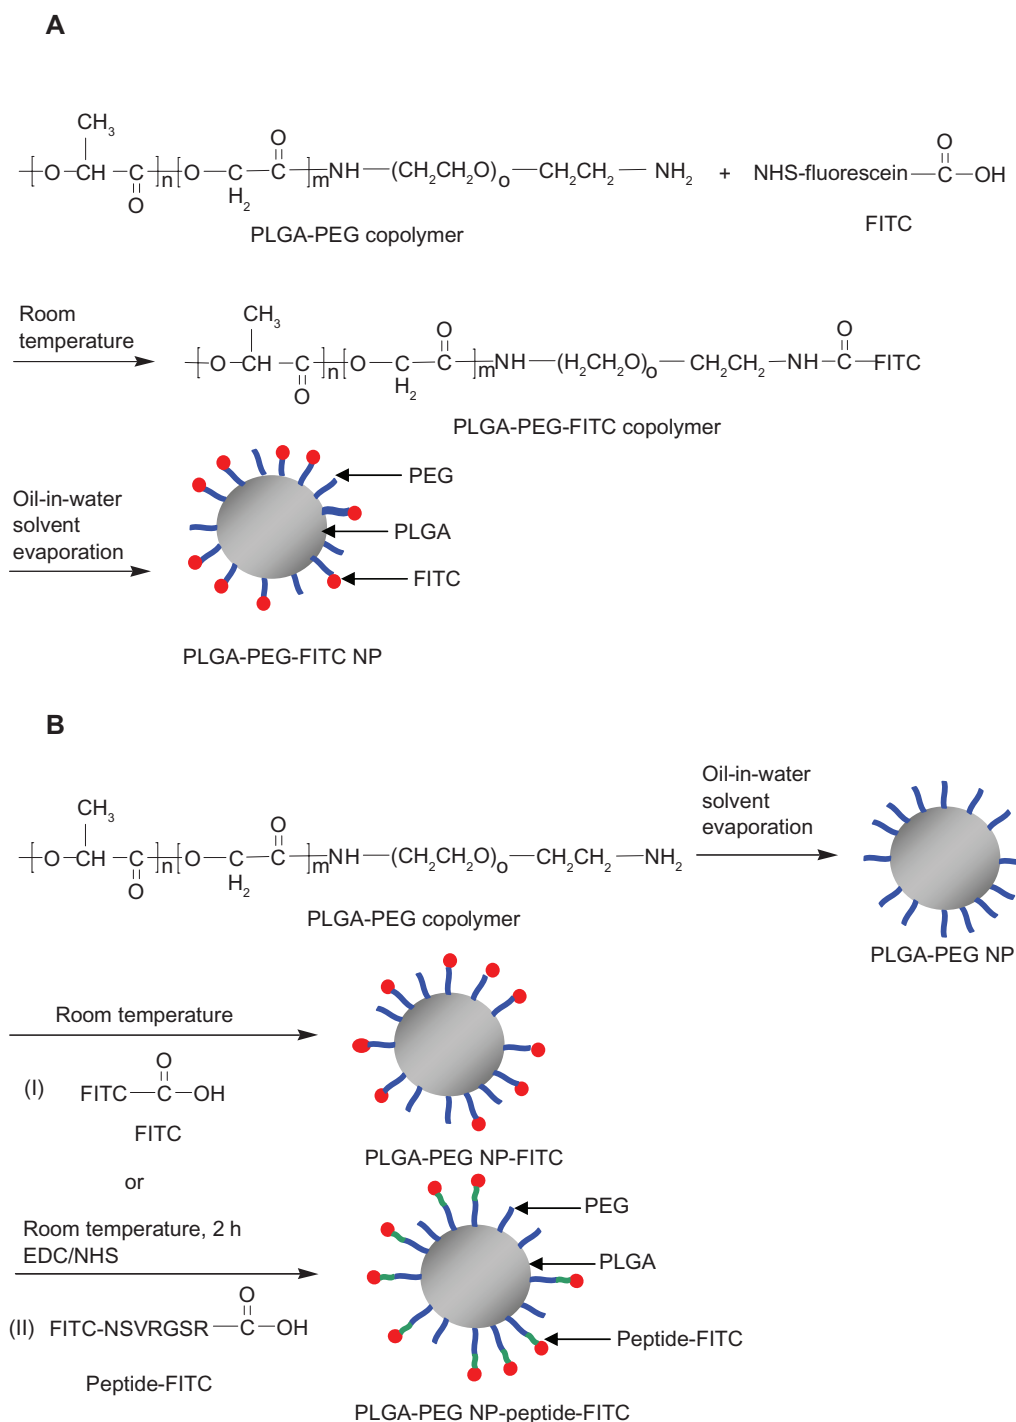 A
CH3
[O CH C]n[O C C]mNH (CH2CH2O)o CH2CH2 NH2 + NHS-fluorescein C OH
O H2 O O
PLGA-PEG copolymer FITC
Room
temperature
CH3
[O CH C]n[O C C]mNH (H2CH2O)o CH2CH2 NH C FITC
O H2 O O
PLGA-PEG-FITC copolymer
Oil-in-water
solvent
evaporation
PEG
PLGA
FITC
PLGA-PEG-FITC NP
B
CH3
[O CH C]n[O C C]mNH (CH2CH2O)o CH2CH2 NH2
O H2 O
PLGA-PEG copolymer
Oil-in-water
solvent
evaporation
PLGA-PEG NP
Room temperature
(I) FITC C OH
O
FITC
PLGA-PEG NP-FITC
or
Room temperature, 2 h
EDC/NHS
(II) FITC-NSVRGSR C OH
O
Peptide-FITC
PEG
PLGA
Peptide-FITC
PLGA-PEG NP-peptide-FITC